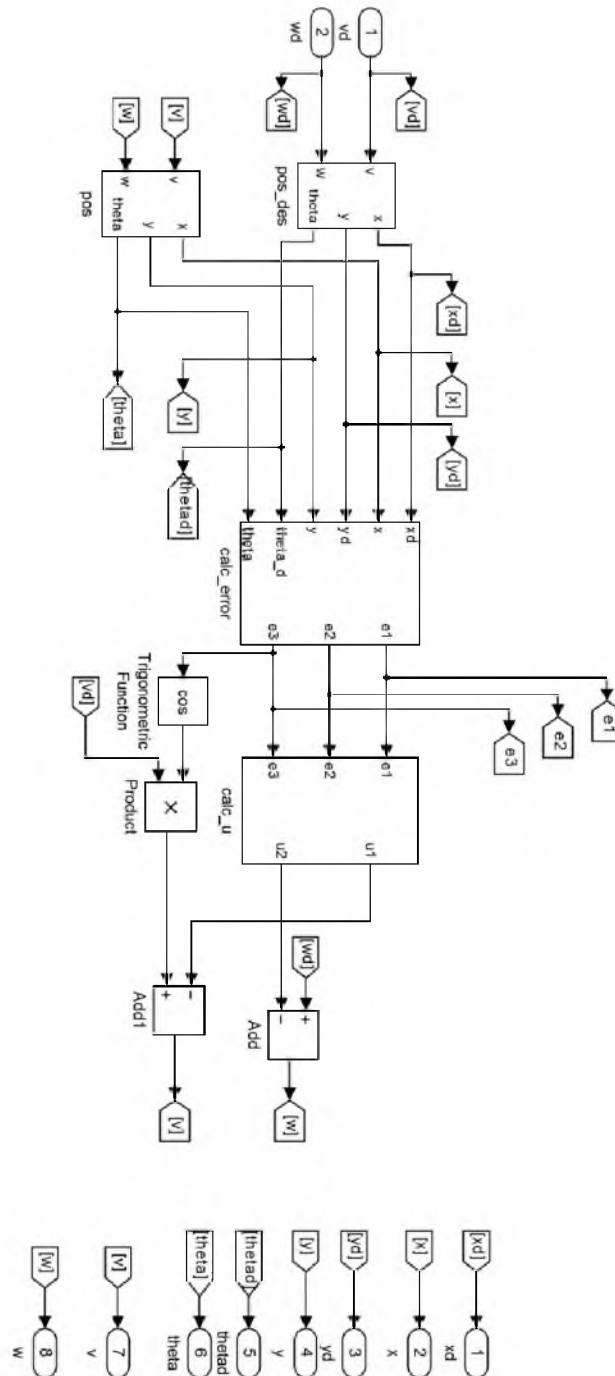 [xd]
[x]
[yd]
e1
e2
e3
1
vd
[vd]
2
wd
[wd]
v
w
x
y
theta
pos_des
[v]
[w]
v
w
x
y
theta
pos
[y]
[thetad]
[theta]
xd
x
yd
y
theta_d
theta
e1
e2
e3
calc_error
e1
e2
e3
u1
u2
calc_u
cos
Trigonometric
Function
[vd]
×
Product
[wd]
+
−
Add
[w]
−
+
Add1
[v]
[xd]
1
xd
[x]
2
x
[yd]
3
yd
[y]
4
y
[thetad]
5
thetad
[theta]
6
theta
[v]
7
v
[w]
8
w